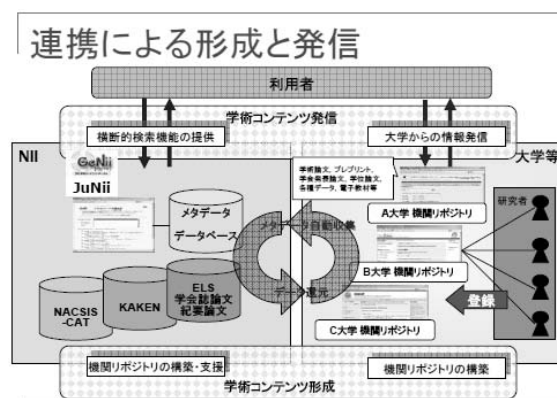 連携による形成と発信
利用者
学術コンテンツ発信
横断的検索機能の提供
大学からの情報発信
NII
大学等
GeNii
JuNii
学術論文、プレプリント、
学会発表論文、学位論文、
各種データ、電子教材等
研究者
メタデータ
データベース
A大学 機関リポジトリ
メタデータ自動収集
B大学 機関リポジトリ
ELS
学会誌論文
紀要論文
KAKEN
NACSIS
-CAT
データ還元
登録
C大学 機関リポジトリ
機関リポジトリの構築・支援
機関リポジトリの構築
学術コンテンツ形成